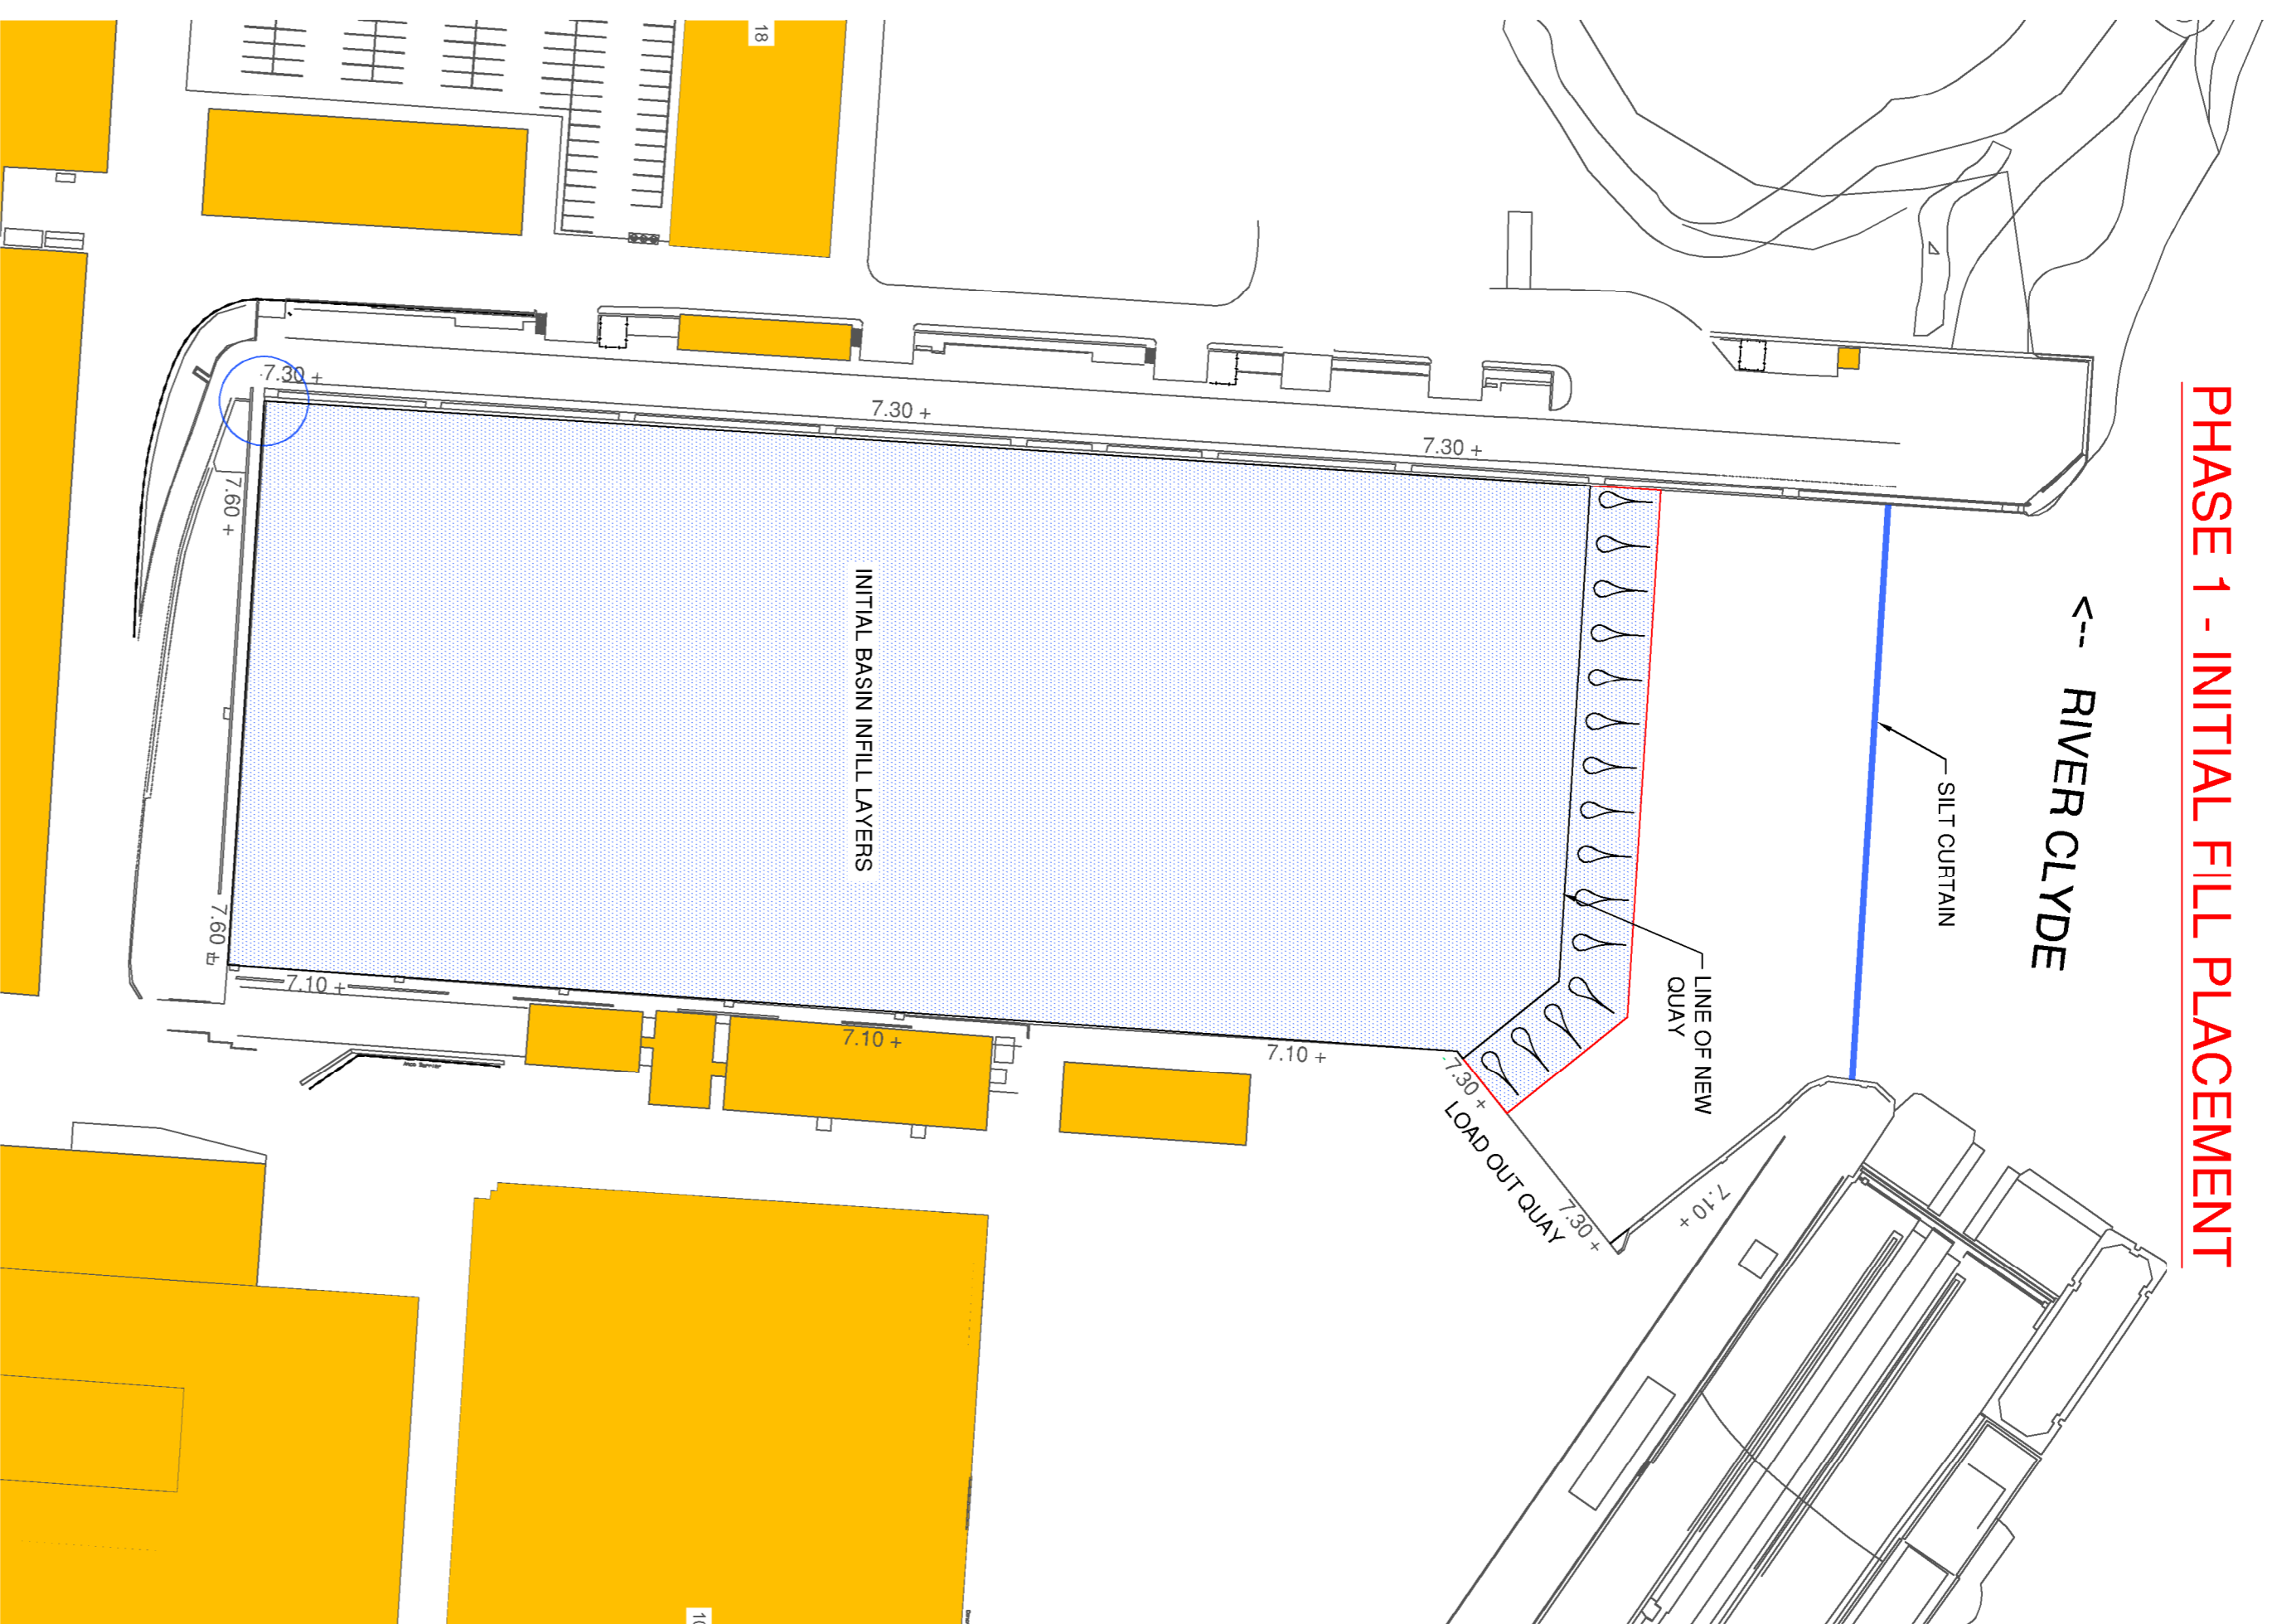 PHASE 1 - INITIAL FILL PLACEMENT
<-- RIVER CLYDE
SILT CURTAIN
LINE OF NEW
QUAY
INITIAL BASIN INFILL LAYERS
LOAD OUT QUAY
18
7.30 +
7.30 +
7.30 +
7.60 +
7.60 +
7.10 +
7.10 +
7.10 +
7.30 +
7.30 +
7.10 +